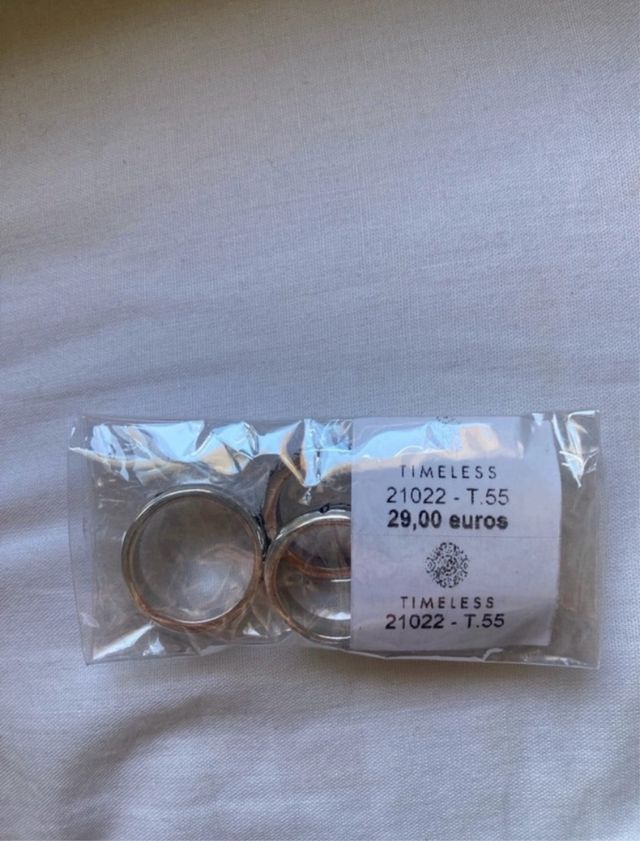 TIMELESS
21022 - T.55
29,00 euros
TIMELESS
21022 - T.55